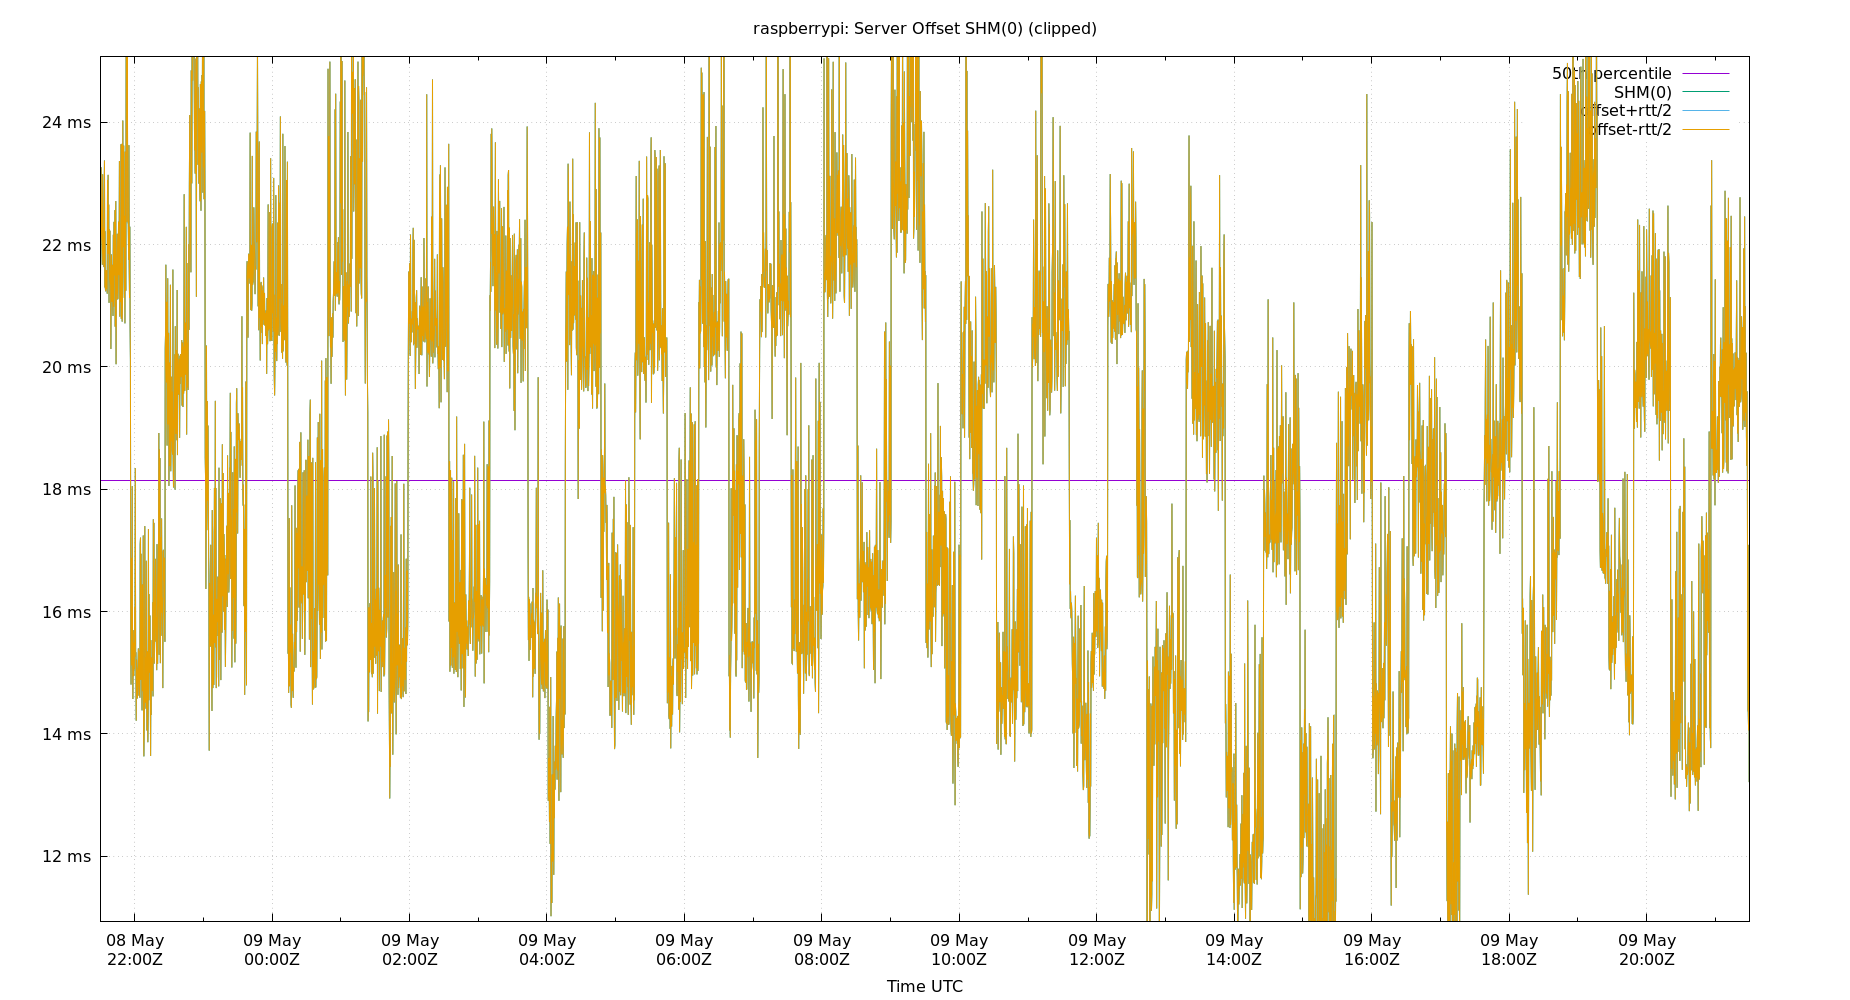 raspberrypi: Server Offset SHM(0) (clipped)
50th percentile
SHM(0)
offset+rtt/2
offset-rtt/2
24 ms
22 ms
20 ms
18 ms
16 ms
14 ms
12 ms
08 May 09 May 09 May 09 May 09 May 09 May 09 May 09 May 09 May 09 May 09 May 09 May
22:00Z 00:00Z 02:00Z 04:00Z 06:00Z 08:00Z 10:00Z 12:00Z 14:00Z 16:00Z 18:00Z 20:00Z
Time UTC